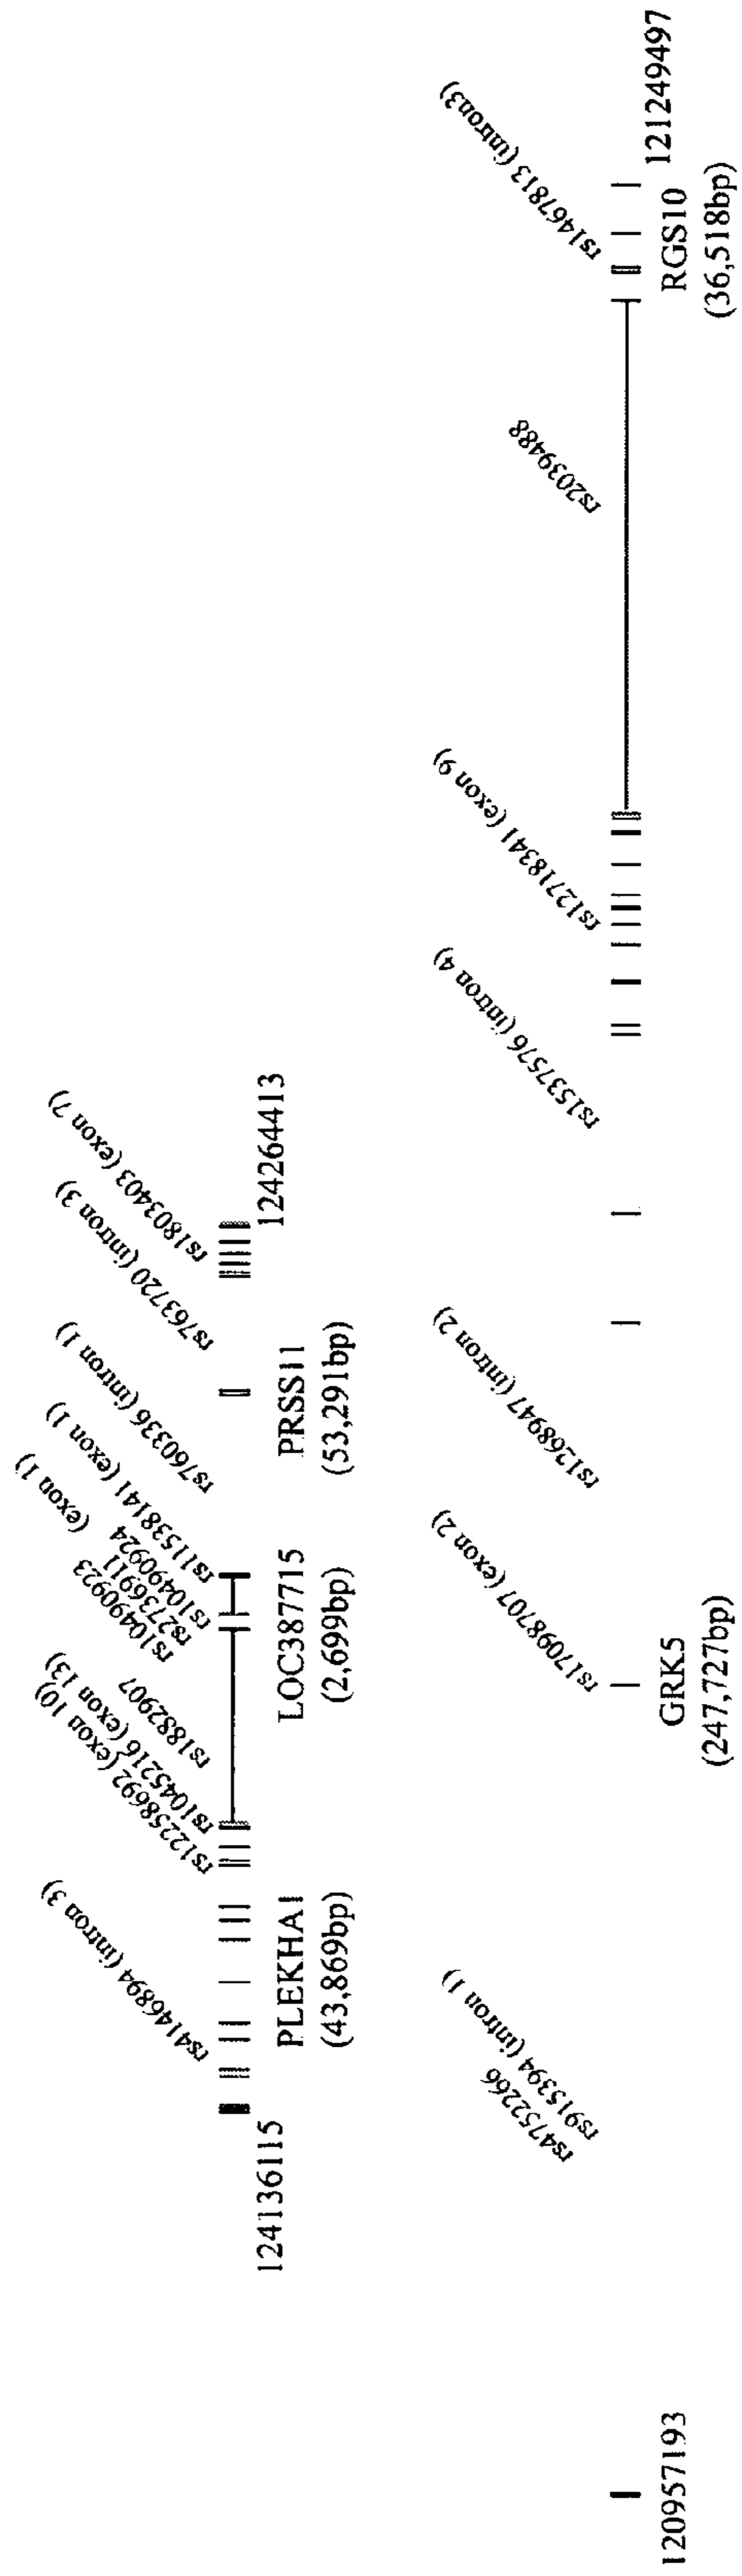 rs4146894 (intron 3)
rs12258692 (exon 10)
rs1045216 (exon 13)
rs1882907
rs10490923
rs2736911
rs10490924
(exon 1)
rs11538141 (exon 1)
rs760336 (intron 1)
rs763720 (intron 3)
rs1803403 (exon 7)
124136115
PLEKHA1
(43,869bp)
LOC387715
(2,699bp)
PRSS11
(53,291bp)
124264413
rs4752266
rs915394 (intron 1)
rs17098707 (exon 2)
rs1268947 (intron 2)
rs1537576 (intron 4)
rs12718341 (exon 9)
rs2039488
rs1467813 (intron3)
120957193
GRK5
(247,727bp)
RGS10
(36,518bp)
121249497